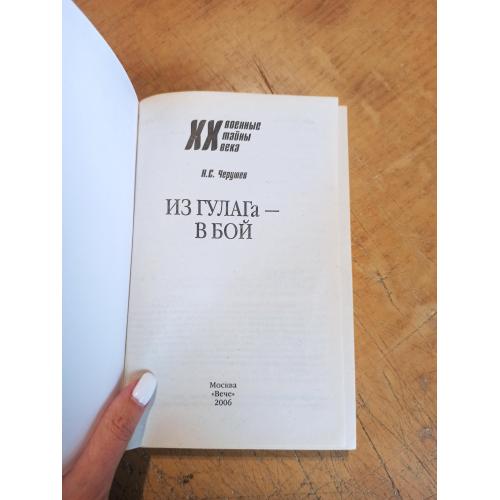 XX военные
тайны
века
Н.С. Черушев
ИЗ ГУЛАГа —
В БОЙ
Москва
«Вече»
2006